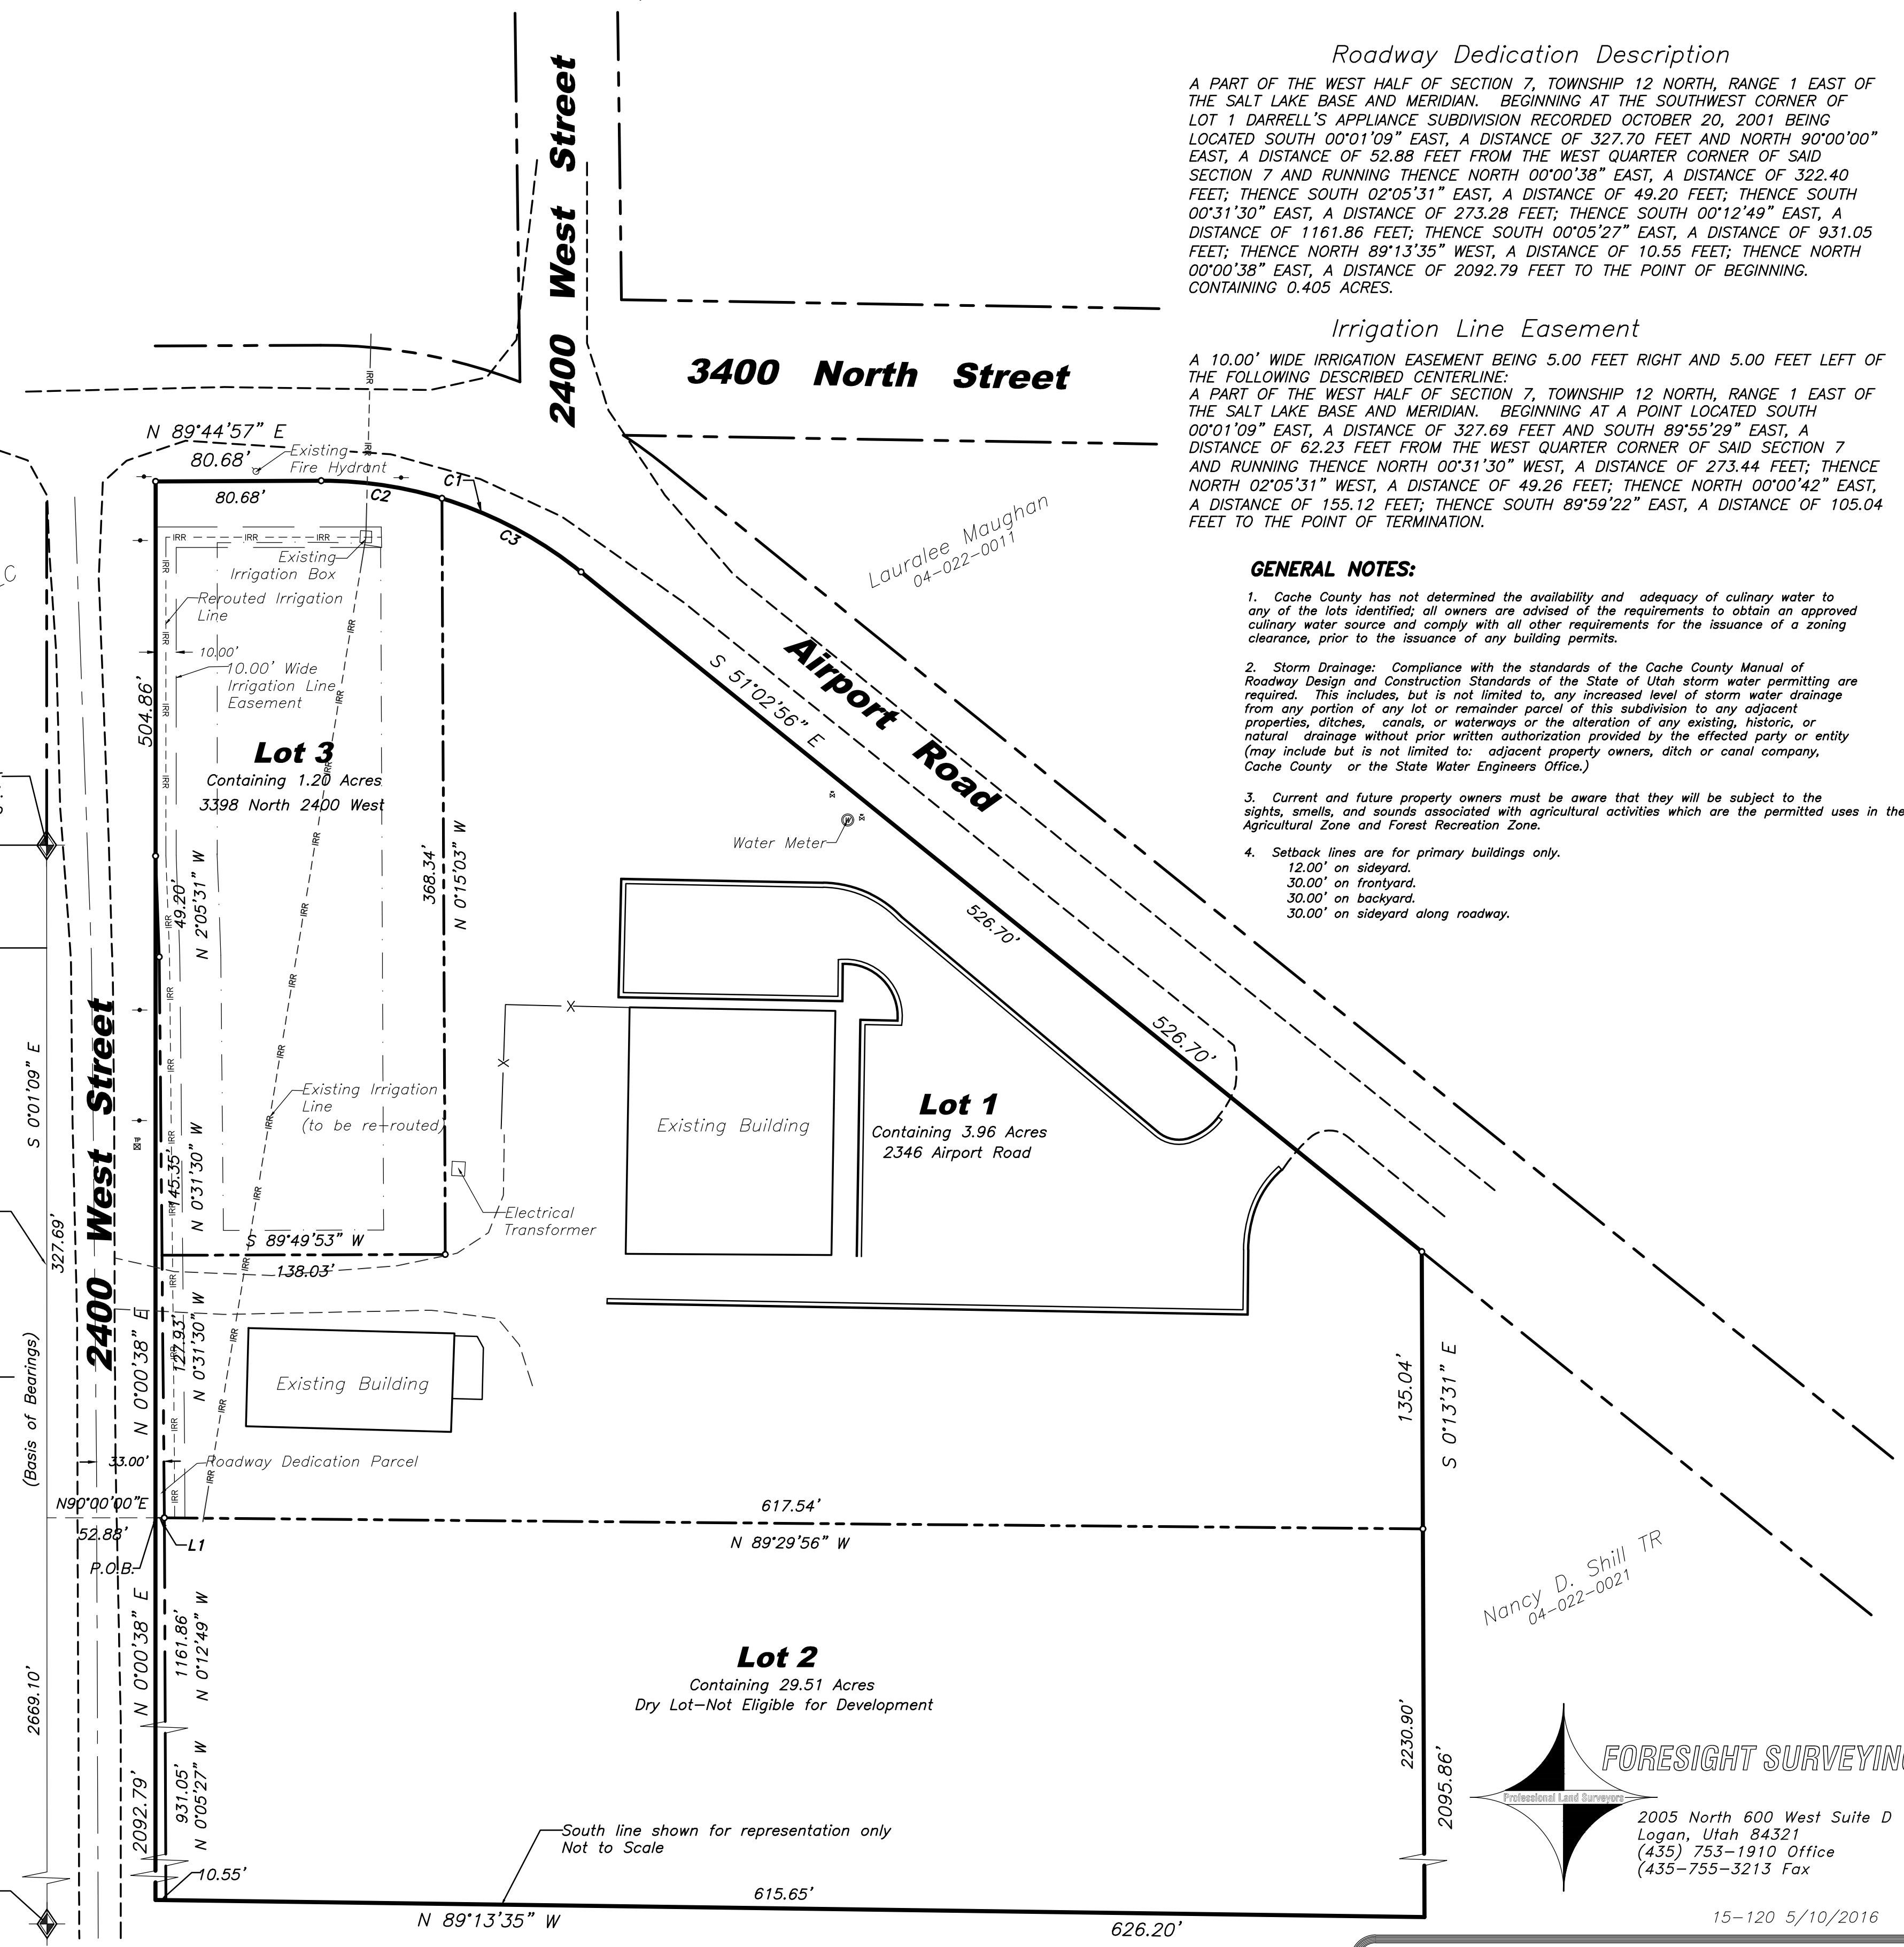 Roadway Dedication Description
A PART OF THE WEST HALF OF SECTION 7, TOWNSHIP 12 NORTH, RANGE 1 EAST OF
THE SALT LAKE BASE AND MERIDIAN. BEGINNING AT THE SOUTHWEST CORNER OF
LOT 1 DARRELL'S APPLIANCE SUBDIVISION RECORDED OCTOBER 20, 2001 BEING
LOCATED SOUTH 00°01'09" EAST, A DISTANCE OF 327.70 FEET AND NORTH 90°00'00"
EAST, A DISTANCE OF 52.88 FEET FROM THE WEST QUARTER CORNER OF SAID
SECTION 7 AND RUNNING THENCE NORTH 00°00'38" EAST, A DISTANCE OF 322.40
FEET; THENCE SOUTH 02°05'31" EAST, A DISTANCE OF 49.20 FEET; THENCE SOUTH
00°31'30" EAST, A DISTANCE OF 273.28 FEET; THENCE SOUTH 00°12'49" EAST, A
DISTANCE OF 1161.86 FEET; THENCE SOUTH 00°05'27" EAST, A DISTANCE OF 931.05
FEET; THENCE NORTH 89°13'35" WEST, A DISTANCE OF 10.55 FEET; THENCE NORTH
00°00'38" EAST, A DISTANCE OF 2092.79 FEET TO THE POINT OF BEGINNING.
CONTAINING 0.405 ACRES.
Irrigation Line Easement
A 10.00' WIDE IRRIGATION EASEMENT BEING 5.00 FEET RIGHT AND 5.00 FEET LEFT OF
THE FOLLOWING DESCRIBED CENTERLINE:
A PART OF THE WEST HALF OF SECTION 7, TOWNSHIP 12 NORTH, RANGE 1 EAST OF
THE SALT LAKE BASE AND MERIDIAN. BEGINNING AT A POINT LOCATED SOUTH
00°01'09" EAST, A DISTANCE OF 327.69 FEET AND SOUTH 89°55'29" EAST, A
DISTANCE OF 62.23 FEET FROM THE WEST QUARTER CORNER OF SAID SECTION 7
AND RUNNING THENCE NORTH 00°31'30" WEST, A DISTANCE OF 273.44 FEET; THENCE
NORTH 02°05'31" WEST, A DISTANCE OF 49.26 FEET; THENCE NORTH 00°00'42" EAST,
A DISTANCE OF 155.12 FEET; THENCE SOUTH 89°59'22" EAST, A DISTANCE OF 105.04
FEET TO THE POINT OF TERMINATION.
GENERAL NOTES:
1. Cache County has not determined the availability and adequacy of culinary water to
any of the lots identified; all owners are advised of the requirements to obtain an approved
culinary water source and comply with all other requirements for the issuance of a zoning
clearance, prior to the issuance of any building permits.
2. Storm Drainage: Compliance with the standards of the Cache County Manual of
Roadway Design and Construction Standards of the State of Utah storm water permitting are
required. This includes, but is not limited to, any increased level of storm water drainage
from any portion of any lot or remainder parcel of this subdivision to any adjacent
properties, ditches, canals, or waterways or the alteration of any existing, historic, or
natural drainage without prior written authorization provided by the effected party or entity
(may include but is not limited to: adjacent property owners, ditch or canal company,
Cache County or the State Water Engineers Office.)
3. Current and future property owners must be aware that they will be subject to the
sights, smells, and sounds associated with agricultural activities which are the permitted uses in the
Agricultural Zone and Forest Recreation Zone.
4. Setback lines are for primary buildings only.
12.00' on sideyard.
30.00' on frontyard.
30.00' on backyard.
30.00' on sideyard along roadway.
2400 West Street
3400 North Street
N 89°44'57" E
80.68'
Existing
Fire Hydrant
80.68'
C2
C1
C3
IRR
IRR
IRR
IRR
IRR
Existing
Irrigation Box
Rerouted Irrigation
Line
10.00'
10.00' Wide
Irrigation Line
Easement
504.86'
Lot 3
Containing 1.20 Acres
3398 North 2400 West
Lauralee Maughan
04-022-0011
Airport Road
S 51°02'56" E
Water Meter
W
368.34'
N 0°15'03" W
49.20'
N 2°05'31" W
526.70'
526.70'
X
X
Existing Building
Lot 1
Containing 3.96 Acres
2346 Airport Road
Existing Irrigation
Line
(to be re-routed)
Electrical
Transformer
145.35'
N 0°31'30" W
S 89°49'53" W
138.03'
2400 West Street
S 0°01'09" E
327.69'
(Basis of Bearings)
N 0°00'38" E
127.93'
N 0°31'30" W
Existing Building
33.00'
Roadway Dedication Parcel
N90°00'00"E
52.88'
P.O.B.
L1
617.54'
N 89°29'56" W
135.04'
S 0°13'31" E
N 0°00'38" E
1161.86'
N 0°12'49" W
2669.10'
Lot 2
Containing 29.51 Acres
Dry Lot-Not Eligible for Development
Nancy D. Shill TR
04-022-0021
2092.79'
931.05'
N 0°05'27" W
2230.90'
2095.86'
South line shown for representation only
Not to Scale
10.55'
615.65'
N 89°13'35" W
626.20'
FORESIGHT SURVEYING
Professional Land Surveyors
2005 North 600 West Suite D
Logan, Utah 84321
(435) 753-1910 Office
(435-755-3213 Fax
15-120 5/10/2016